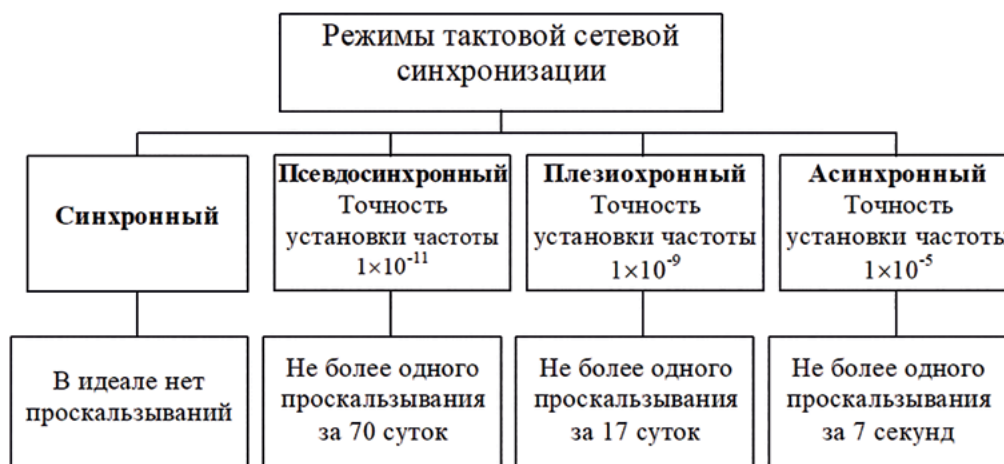 Режимы тактовой сетевой
синхронизации
Синхронный
Псевдосинхронный
Точность
установки частоты
1×10⁻¹¹
Плезиохронный
Точность
установки частоты
1×10⁻⁹
Асинхронный
Точность
установки частоты
1×10⁻⁵
В идеале нет
проскальзываний
Не более одного
проскальзывания
за 70 суток
Не более одного
проскальзывания
за 17 суток
Не более одного
проскальзывания
за 7 секунд